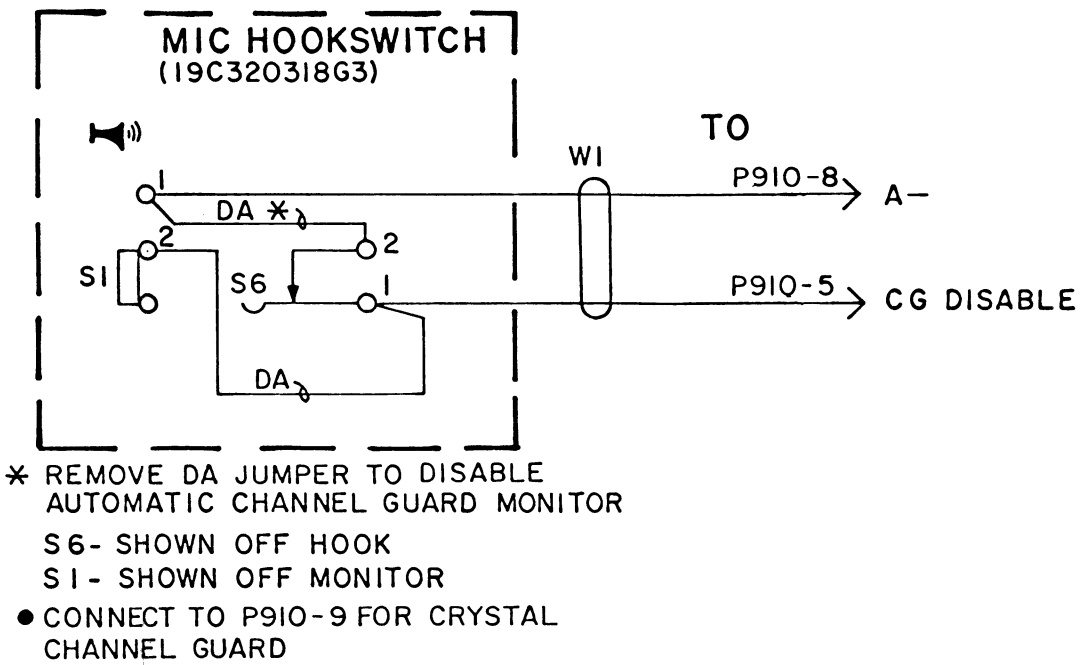 MIC HOOKSWITCH
(19C320318G3)
TO
W1
1
P910-8
A-
DA *
2
2
S1
S6
1
P910-5
CG DISABLE
DA
* REMOVE DA JUMPER TO DISABLE
AUTOMATIC CHANNEL GUARD MONITOR
S6- SHOWN OFF HOOK
S1- SHOWN OFF MONITOR
● CONNECT TO P910-9 FOR CRYSTAL
CHANNEL GUARD